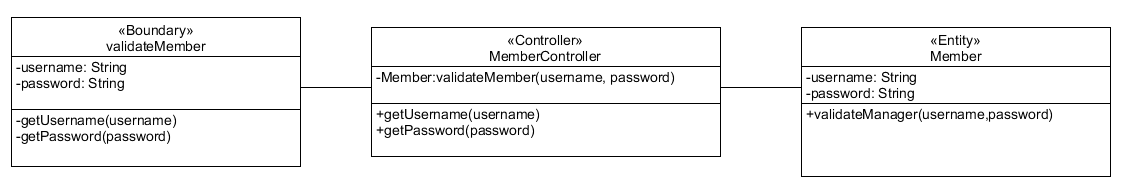 «Boundary»
validateMember
-username: String
-password: String
-getUsername(username)
-getPassword(password)
«Controller»
MemberController
-Member:validateMember(username, password)
+getUsername(username)
+getPassword(password)
«Entity»
Member
-username: String
-password: String
+validateManager(username,password)